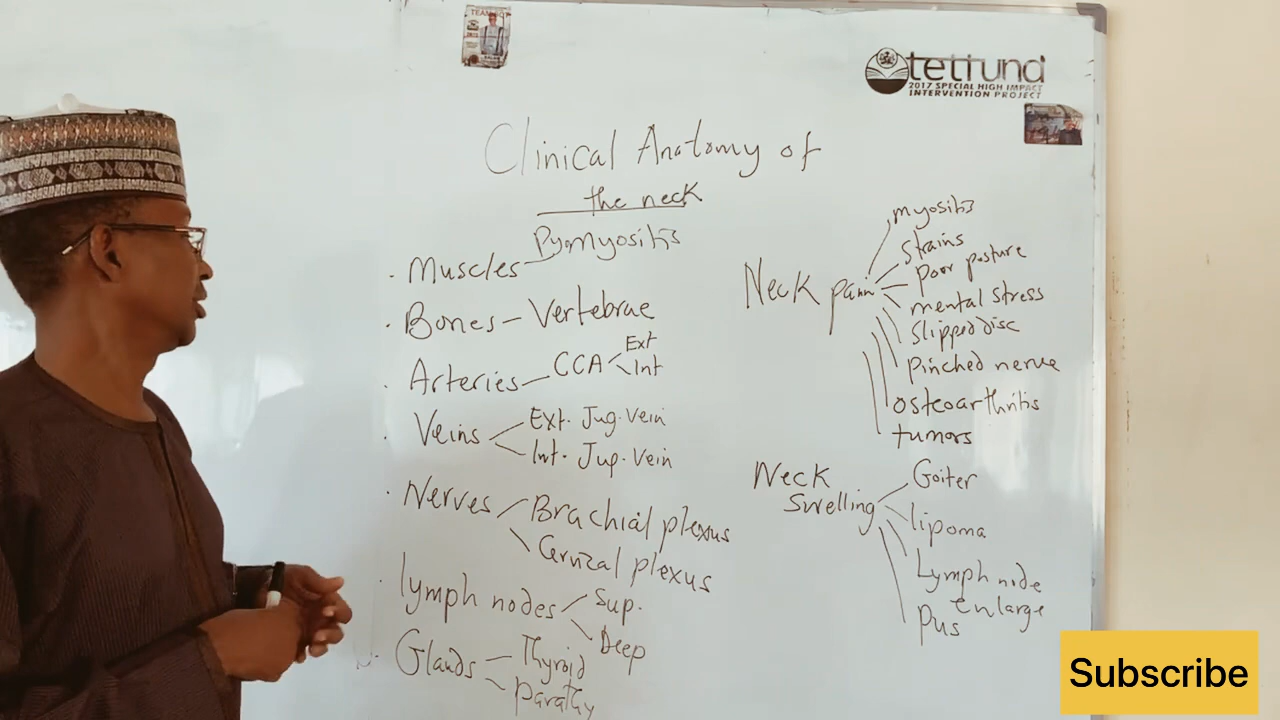 TEAM
tetfund
2017 SPECIAL HIGH IMPACT
INTERVENTION PROJECT
Clinical Anatomy of
the neck
Pyomyositis
• Muscles
• Bones - Vertebrae
• Arteries - CCA Ext
Int
• Veins Ext. Jug. Vein
Int. Jug. Vein
• Nerves Brachial plexus
Cervical plexus
• lymph nodes Sup.
Deep
• Glands - Thyroid
Parathy
Neck pain
myositis
Strains
Poor posture
mental stress
Slipped disc
Pinched nerve
osteoarthritis
tumors
Neck
Swelling
Goiter
lipoma
Lymph node
enlarge
Pus
Subscribe